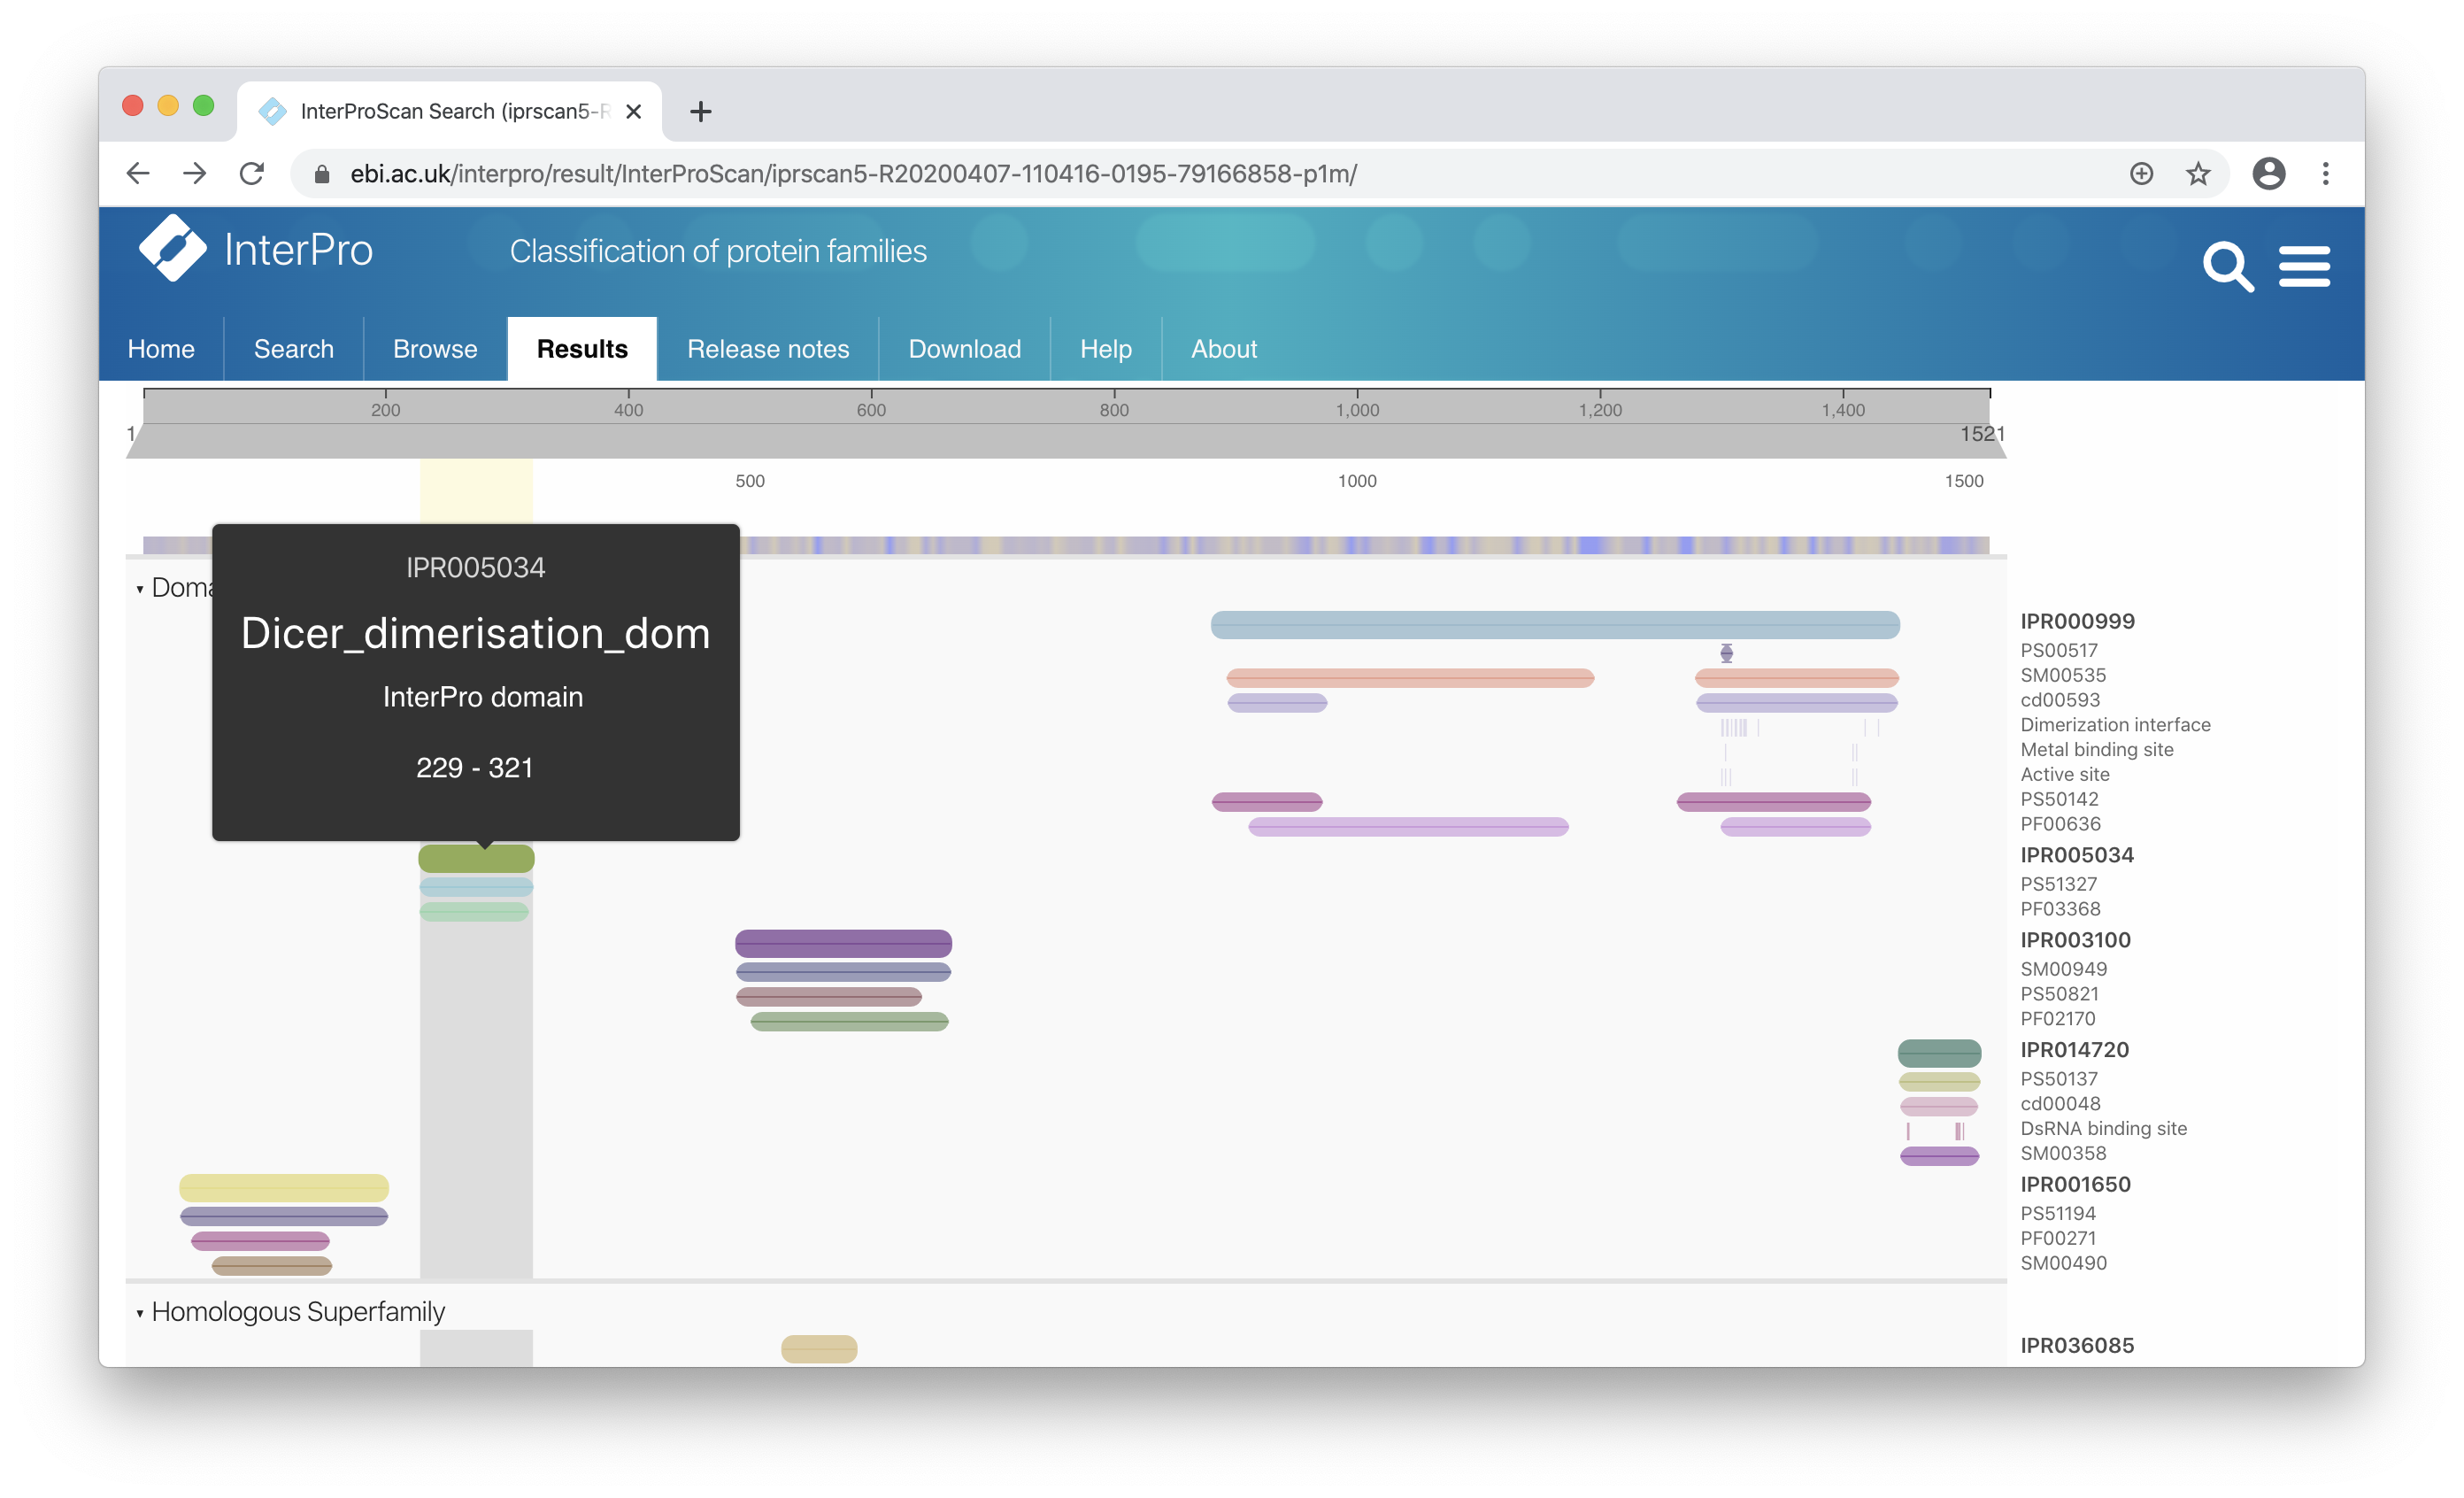 InterProScan Search (iprscan5-R
ebi.ac.uk/interpro/result/InterProScan/iprscan5-R20200407-110416-0195-79166858-p1m/
InterPro
Classification of protein families
Home
Search
Browse
Results
Release notes
Download
Help
About
200 400 600 800 1,000 1,200 1,400
1 1521
500 1000 1500
Doma
IPR005034
Dicer_dimerisation_dom
InterPro domain
229 - 321
IPR000999
PS00517
SM00535
cd00593
Dimerization interface
Metal binding site
Active site
PS50142
PF00636
IPR005034
PS51327
PF03368
IPR003100
SM00949
PS50821
PF02170
IPR014720
PS50137
cd00048
DsRNA binding site
SM00358
IPR001650
PS51194
PF00271
SM00490
Homologous Superfamily
IPR036085